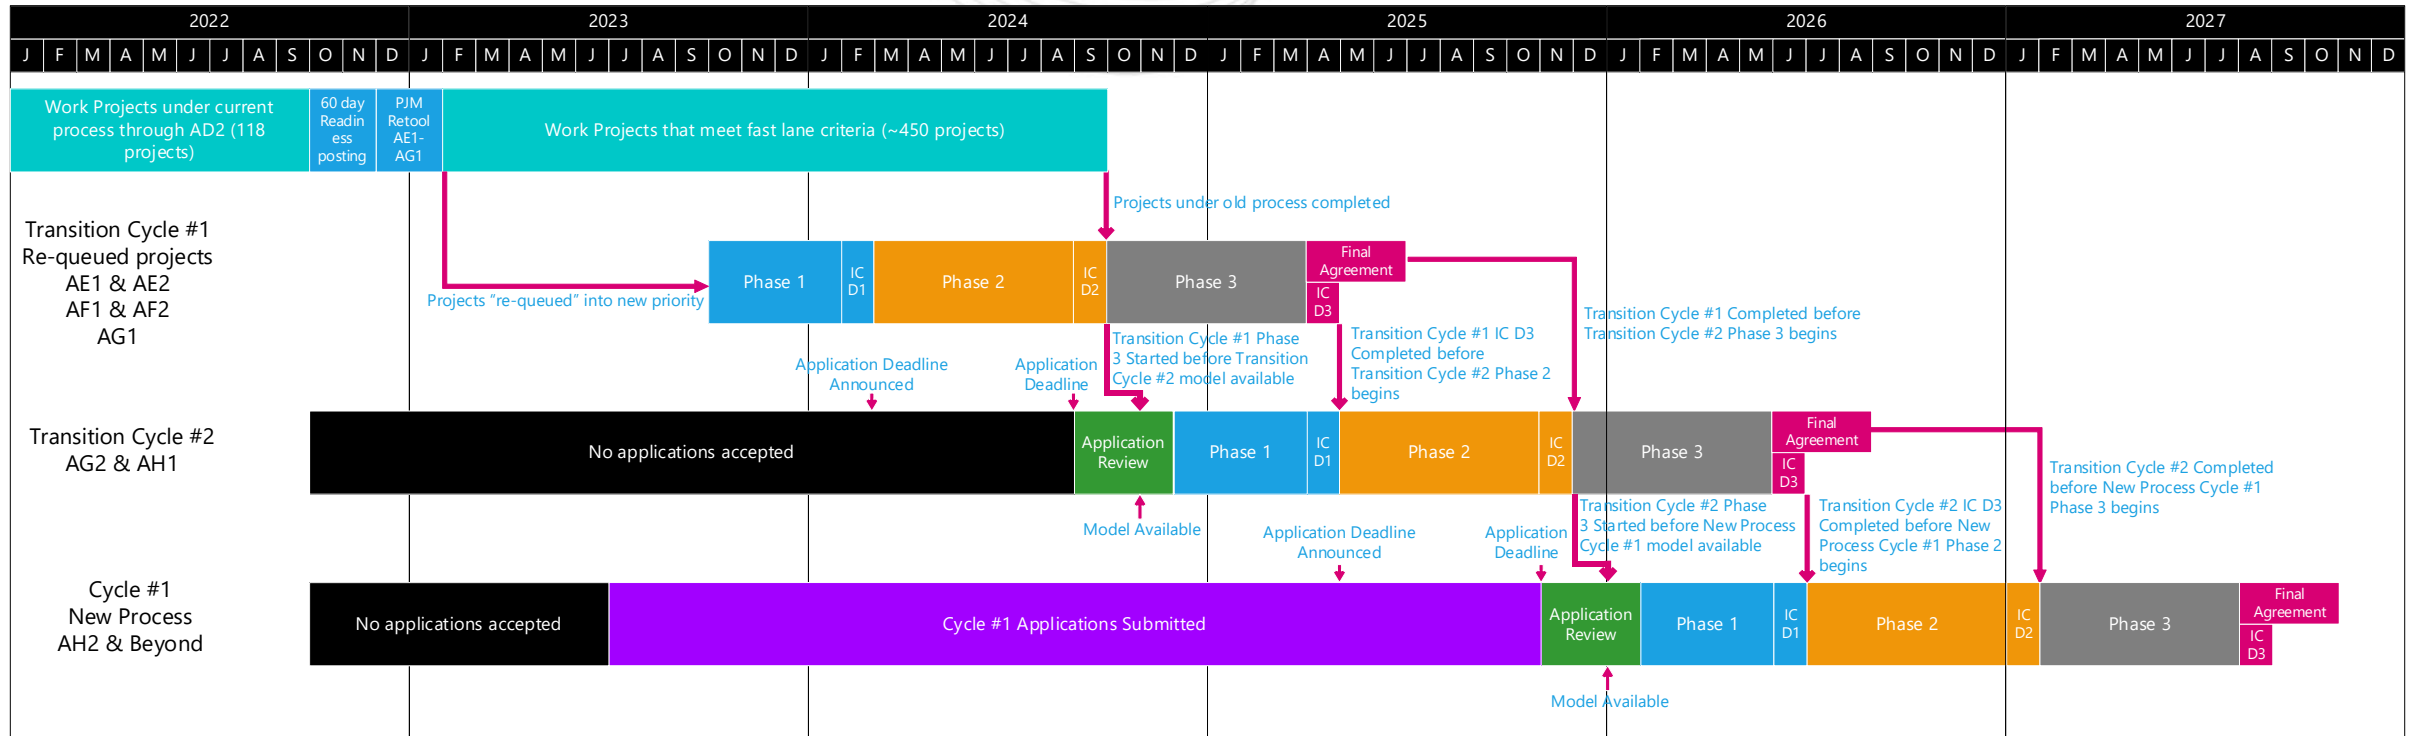 2022 2023 2024 2025 2026 2027
J F M A M J J A S O N D J F M A M J J A S O N D J F M A M J J A S O N D J F M A M J J A S O N D J F M A M J J A S O N D J F M A M J J A S O N D
Work Projects under current
process through AD2 (118
projects)
60 day
Readin
ess
posting
PJM
Retool
AE1-
AG1
Work Projects that meet fast lane criteria (~450 projects)
Projects under old process completed
Transition Cycle #1
Re-queued projects
AE1 & AE2
AF1 & AF2
AG1
Projects "re-queued" into new priority
Phase 1
IC
D1
Phase 2
IC
D2
Phase 3
Final
Agreement
IC
D3
Transition Cycle #1 Completed before
Transition Cycle #2 Phase 3 begins
Application Deadline
Announced
Application
Deadline
Transition Cycle #1 Phase
3 Started before Transition
Cycle #2 model available
Transition Cycle #1 IC D3
Completed before
Transition Cycle #2 Phase 2
begins
Transition Cycle #2
AG2 & AH1
No applications accepted
Application
Review
Phase 1
IC
D1
Phase 2
IC
D2
Phase 3
Final
Agreement
IC
D3
Model Available
Transition Cycle #2 Completed
before New Process Cycle #1
Phase 3 begins
Application Deadline
Announced
Application
Deadline
Transition Cycle #2 Phase
3 Started before New Process
Cycle #1 model available
Transition Cycle #2 IC D3
Completed before New
Process Cycle #1 Phase 2
begins
Cycle #1
New Process
AH2 & Beyond
No applications accepted
Cycle #1 Applications Submitted
Application
Review
Phase 1
IC
D1
Phase 2
IC
D2
Phase 3
Final
Agreement
IC
D3
Model Available